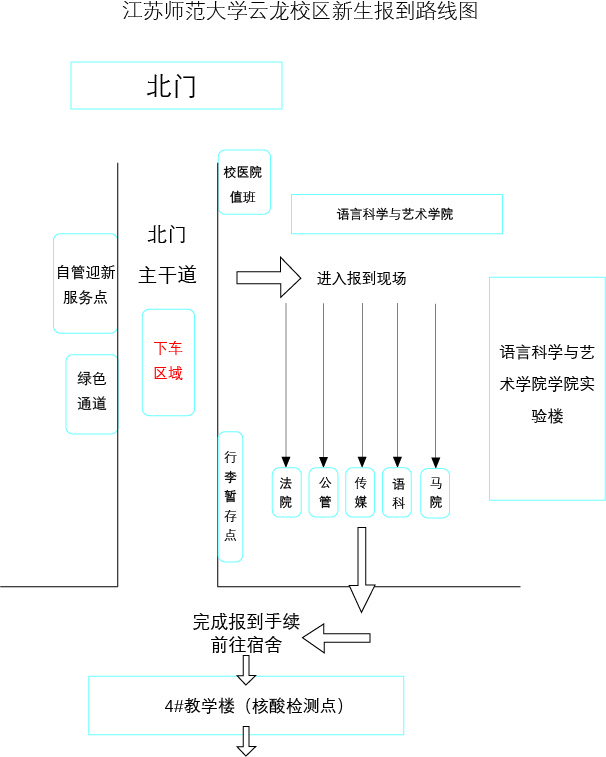 江苏师范大学云龙校区新生报到路线图
北门
校医院
值班
语言科学与艺术学院
北门
主干道
自管迎新
服务点
进入报到现场
下车
区域
语言科学与艺
术学院学院实
验楼
绿色
通道
行
李
暂
存
点
法
院
公
管
传
媒
语
科
马
院
完成报到手续
前往宿舍
4#教学楼（核酸检测点）